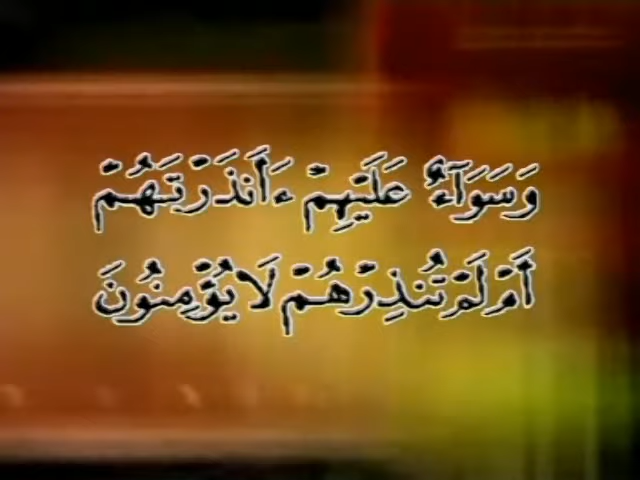 وَسَوَآءٌ عَلَيْهِمْ ءَأَنذَرْتَهُمْ
أَمْ لَمْ تُنذِرْهُمْ لَا يُؤْمِنُونَ